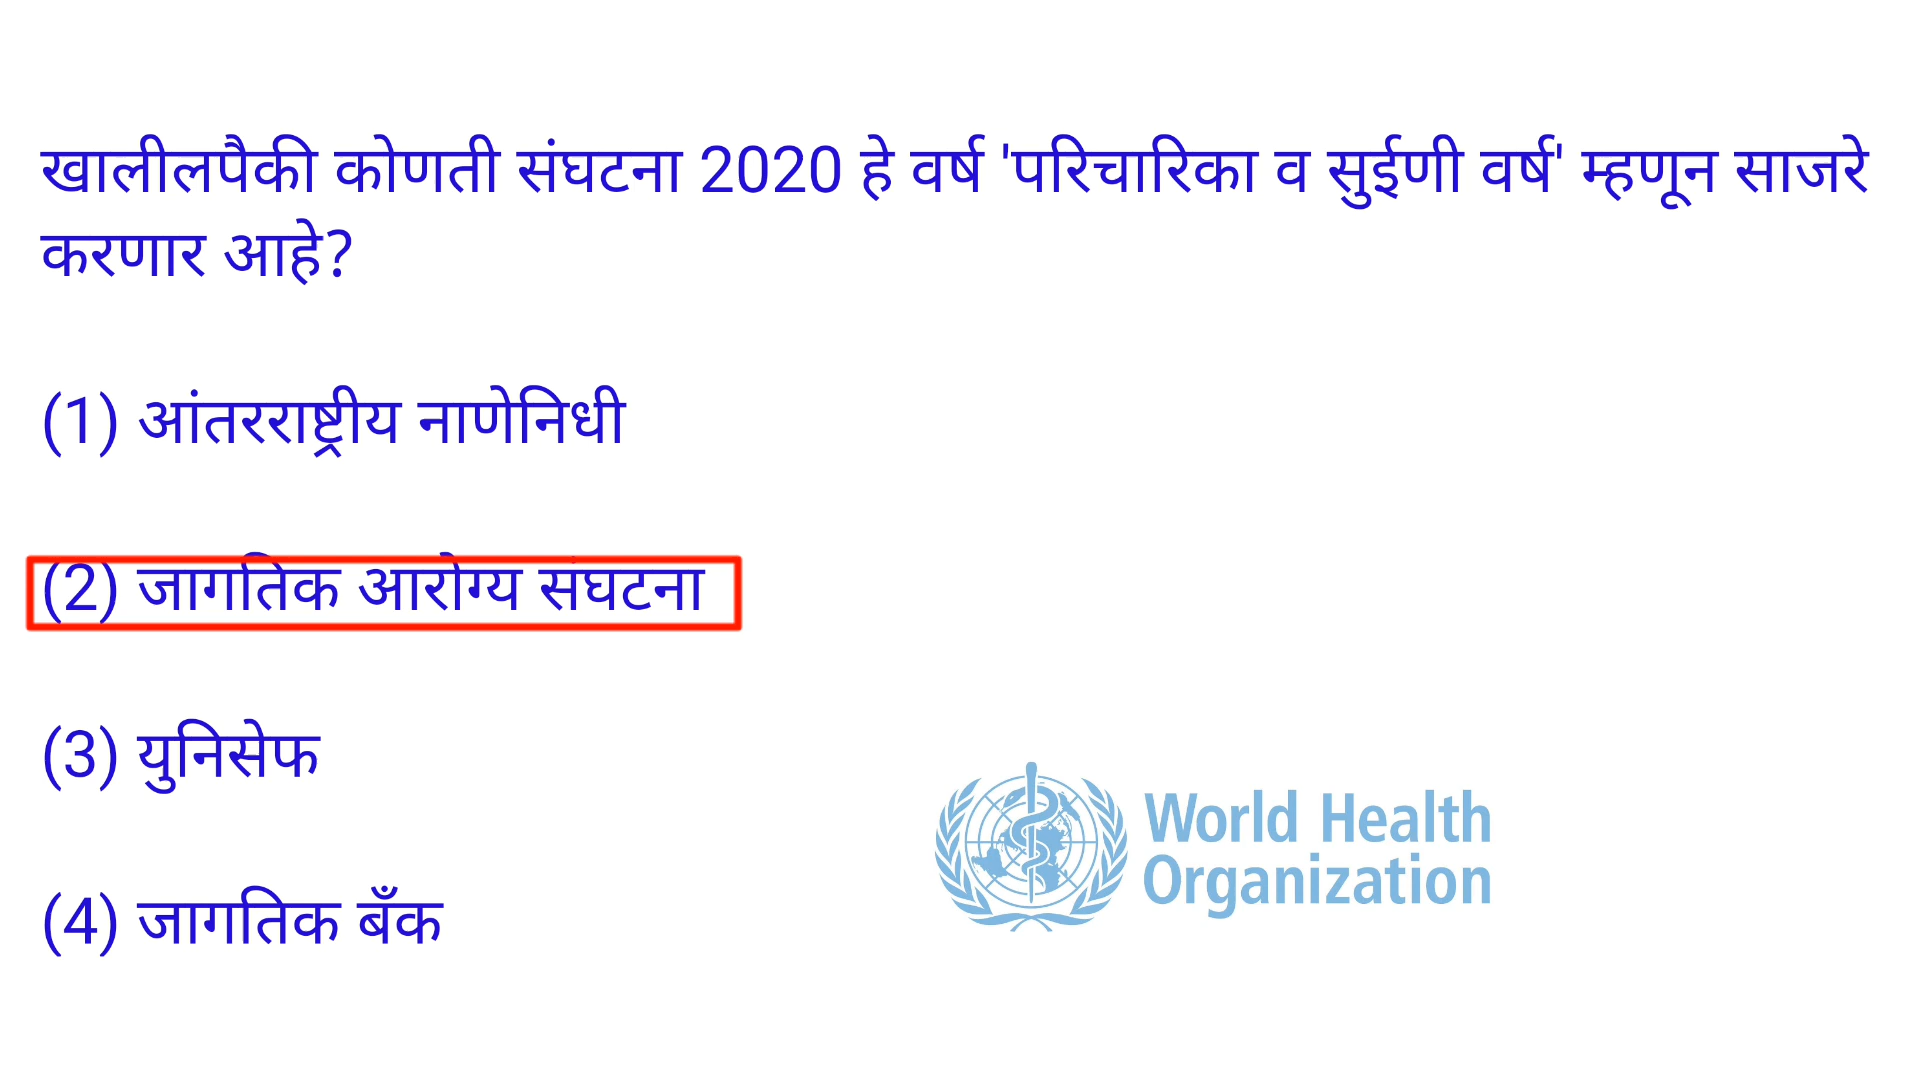 खालीलपैकी कोणती संघटना 2020 हे वर्ष 'परिचारिका व सुईणी वर्ष' म्हणून साजरे
करणार आहे?
(1) आंतरराष्ट्रीय नाणेनिधी
(2) जागतिक आरोग्य संघटना
(3) युनिसेफ
(4) जागतिक बँक
World Health
Organization